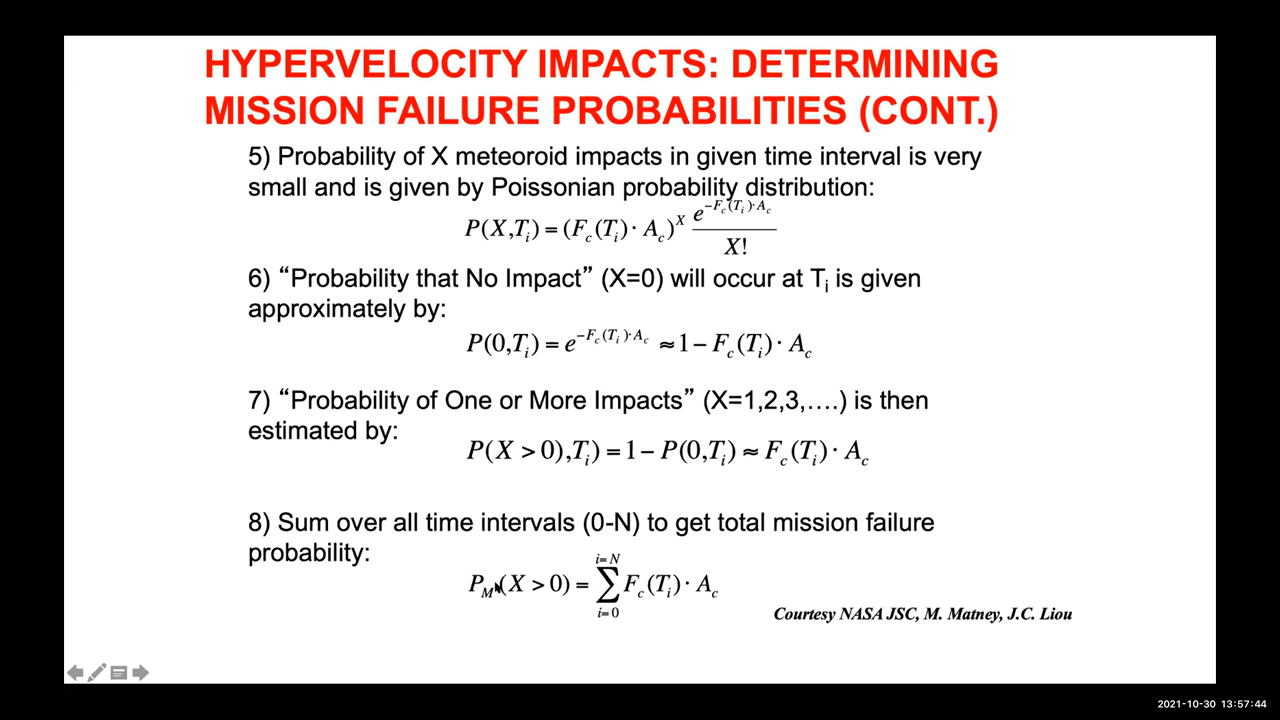 HYPERVELOCITY IMPACTS: DETERMINING
MISSION FAILURE PROBABILITIES (CONT.)
5) Probability of X meteoroid impacts in given time interval is very
small and is given by Poissonian probability distribution:
P(X,T_i) = (F_c(T_i) · A_c)^X e^{-F_c(T_i)·A_c} / X!
6) “Probability that No Impact” (X=0) will occur at T_i is given
approximately by:
P(0,T_i) = e^{-F_c(T_i)·A_c} ≈ 1 − F_c(T_i) · A_c
7) “Probability of One or More Impacts” (X=1,2,3,….) is then
estimated by:
P(X > 0),T_i) = 1 − P(0,T_i) ≈ F_c(T_i) · A_c
8) Sum over all time intervals (0-N) to get total mission failure
probability:
P_M(X > 0) = ∑_{i=0}^{i=N} F_c(T_i) · A_c
Courtesy NASA JSC, M. Matney, J.C. Liou
2021-10-30 13:57:44